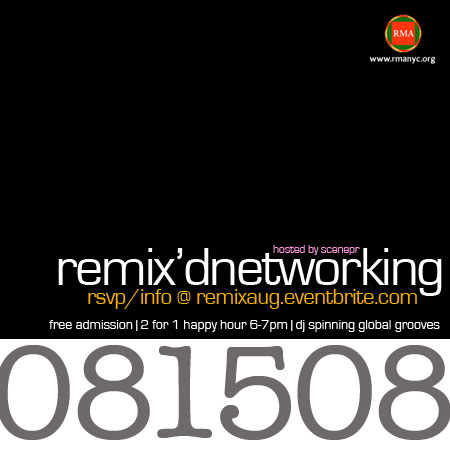 RMA
www.rmanyc.org
hosted by scenepr
remix’dnetworking
rsvp/info @ remixaug.eventbrite.com
free admission | 2 for 1 happy hour 6-7pm | dj spinning global grooves
081508